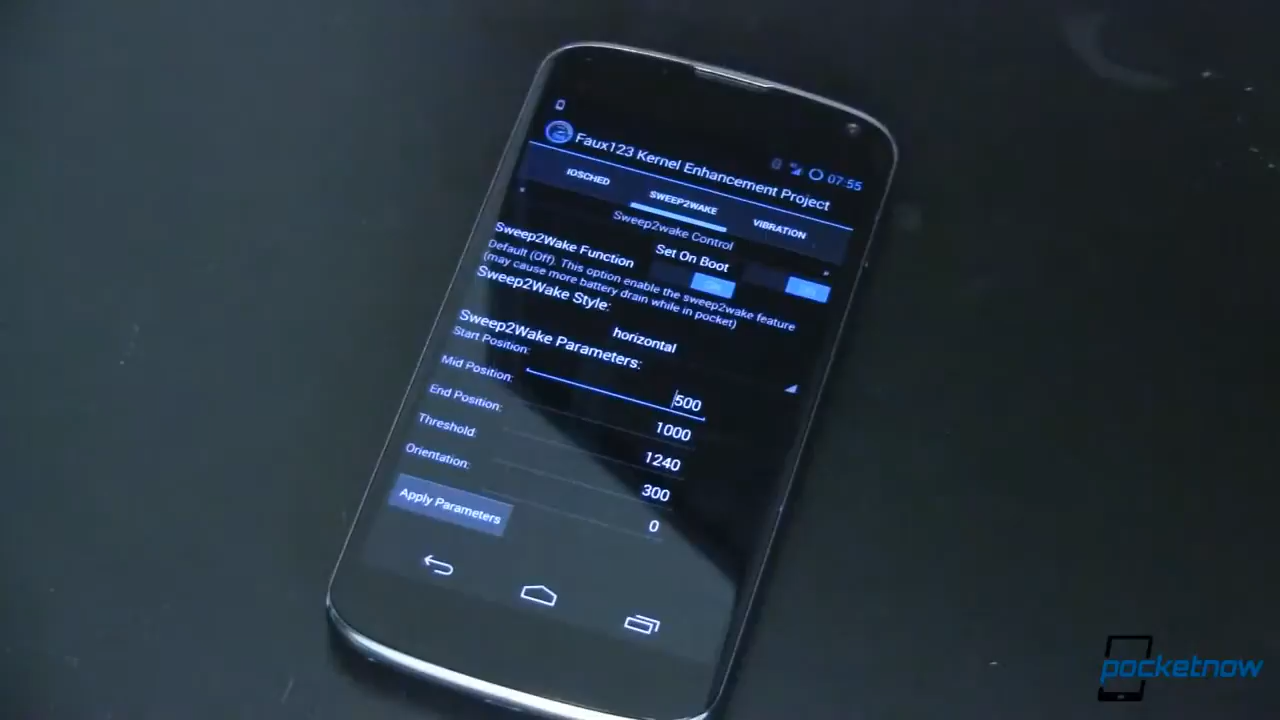 07:55
Faux123 Kernel Enhancement Project
IOSCHED
SWEEP2WAKE
VIBRATION
Sweep2wake Control
Sweep2Wake Function
Set On Boot
ON
Default (Off). This option enable the sweep2wake feature
(may cause more battery drain while in pocket)
Sweep2Wake Style:
horizontal
Sweep2Wake Parameters:
Start Position:
500
Mid Position:
1000
End Position:
1240
Threshold:
300
Orientation:
0
Apply Parameters
pocketnow